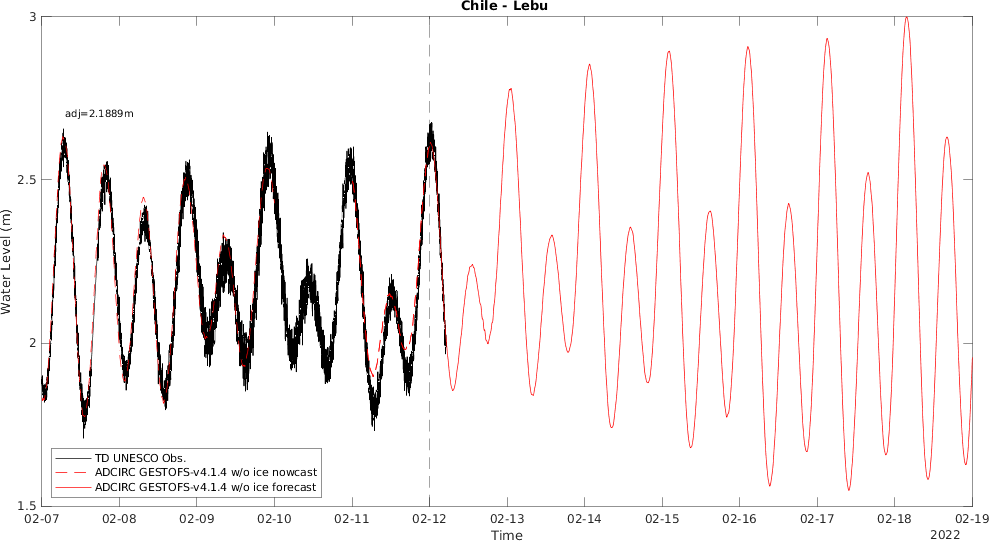 Chile - Lebu
3
adj=2.1889m
2.5
Water Level (m)
2
TD UNESCO Obs.
ADCIRC GESTOFS-v4.1.4 w/o ice nowcast
ADCIRC GESTOFS-v4.1.4 w/o ice forecast
1.5
02-07 02-08 02-09 02-10 02-11 02-12 02-13 02-14 02-15 02-16 02-17 02-18 02-19
Time
2022